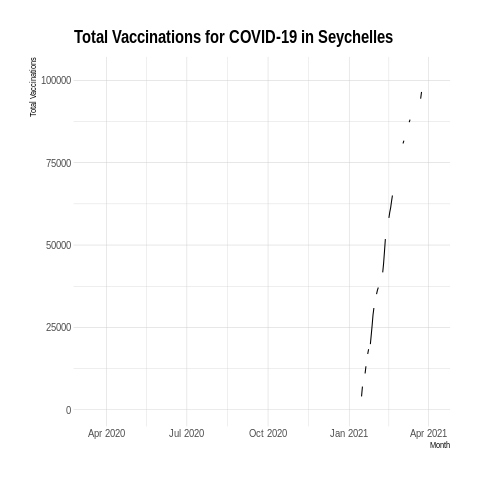 Total Vaccinations for COVID-19 in Seychelles
Total Vaccinations
100000
75000
50000
25000
0
Apr 2020 Jul 2020 Oct 2020 Jan 2021 Apr 2021
Month